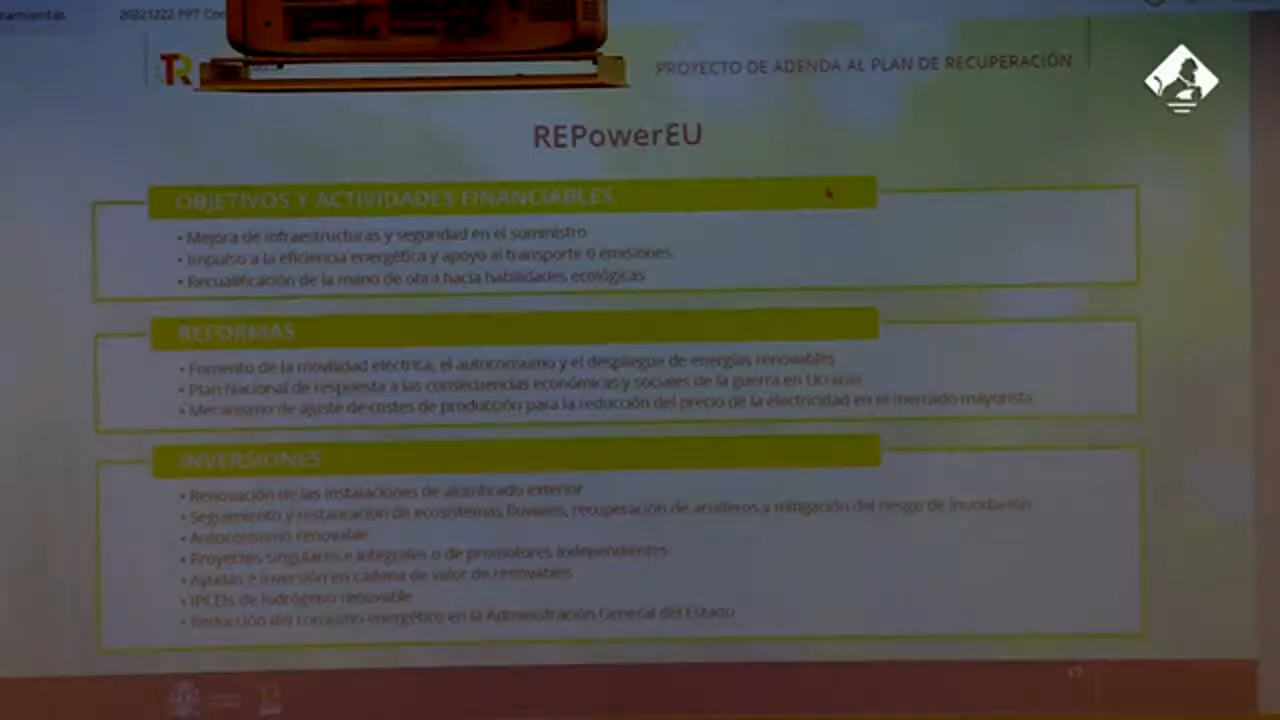 20221222 PPT
TR
PROYECTO DE ADENDA AL PLAN DE RECUPERACIÓN
REPowerEU
OBJETIVOS Y ACTIVIDADES FINANCIABLES
• Mejora de infraestructuras y seguridad en el suministro
• Impulso a la eficiencia energética y apoyo al transporte 0 emisiones
• Recualificación de la mano de obra hacia habilidades ecológicas
REFORMAS
• Fomento de la movilidad eléctrica, el autoconsumo y el despliegue de energías renovables
• Plan Nacional de respuesta a las consecuencias económicas y sociales de la guerra en Ucrania
• Mecanismo de ajuste de costes de producción para la reducción del precio de la electricidad en el mercado mayorista
INVERSIONES
• Renovación de las instalaciones de alumbrado exterior
• Seguimiento y restauración de ecosistemas fluviales, recuperación de acuíferos y mitigación del riesgo de inundación
• Autoconsumo renovable
• Proyectos singulares e integrales o de promotores independientes
• Ayudas e inversión en cadena de valor de renovables
• IPCEIs de hidrógeno renovable
• Reducción del consumo energético en la Administración General del Estado
17